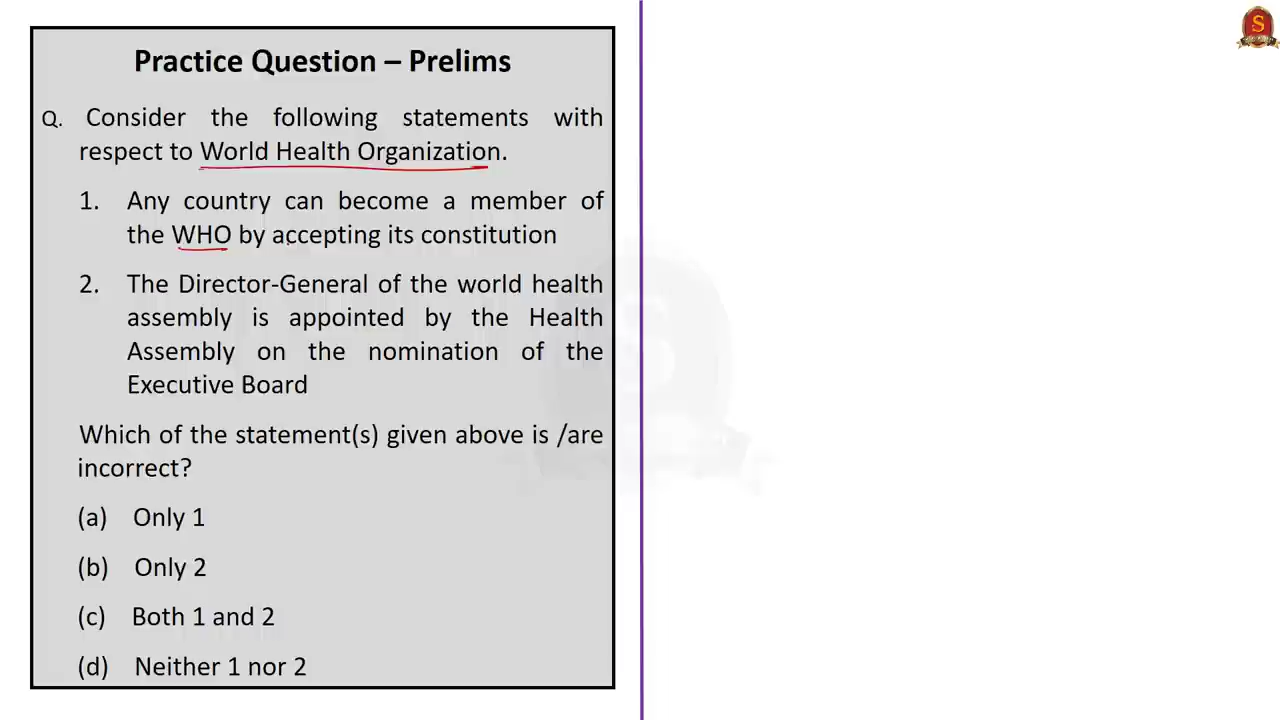 Practice Question – Prelims
Q. Consider the following statements with
respect to World Health Organization.
1. Any country can become a member of
the WHO by accepting its constitution
2. The Director-General of the world health
assembly is appointed by the Health
Assembly on the nomination of the
Executive Board
Which of the statement(s) given above is /are
incorrect?
(a) Only 1
(b) Only 2
(c) Both 1 and 2
(d) Neither 1 nor 2
S